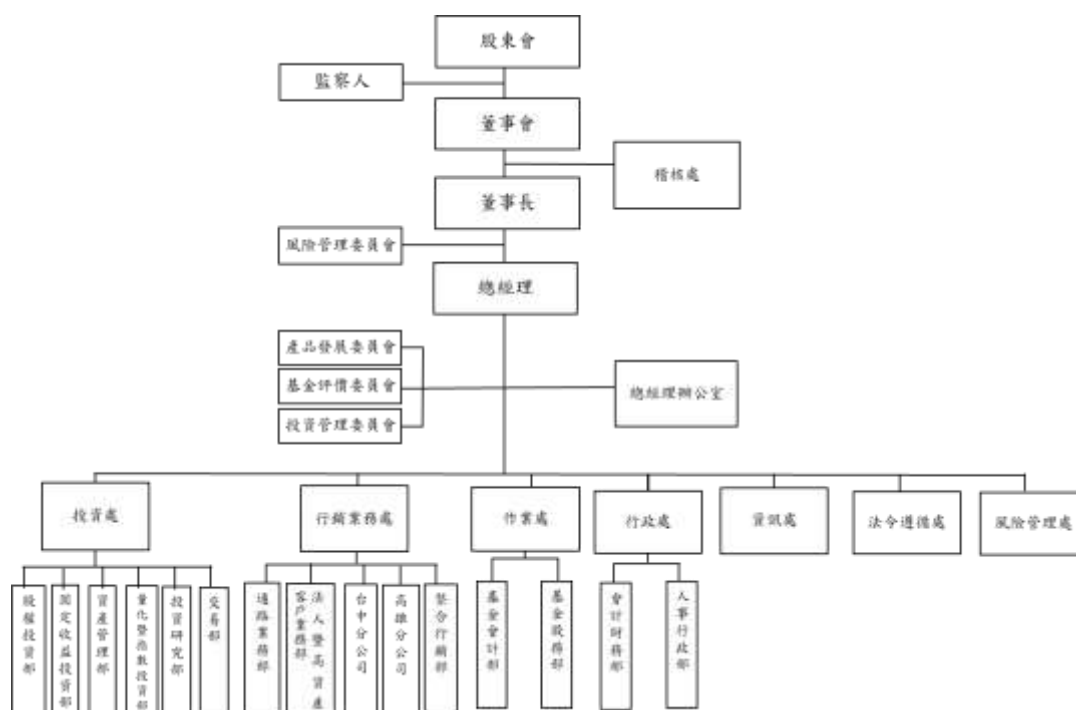 股東會
監察人
董事會
稽核處
董事長
風險管理委員會
總經理
產品發展委員會
基金評價委員會
投資管理委員會
總經理辦公室
投資處
行銷業務處
作業處
行政處
資訊處
法令遵循處
風險管理處
股權投資部
固定收益投資部
資產管理部
量化暨指數投資部
投資研究部
交易部
通路業務部
法人暨高資產
客戶業務部
台中分公司
高雄分公司
整合行銷部
基金會計部
基金股務部
會計財務部
人事行政部